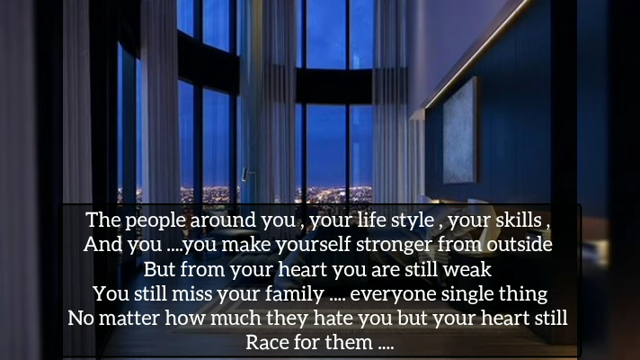 The people around you , your life style , your skills ,
And you ....you make yourself stronger from outside
But from your heart you are still weak
You still miss your family .... everyone single thing
No matter how much they hate you but your heart still
Race for them ....